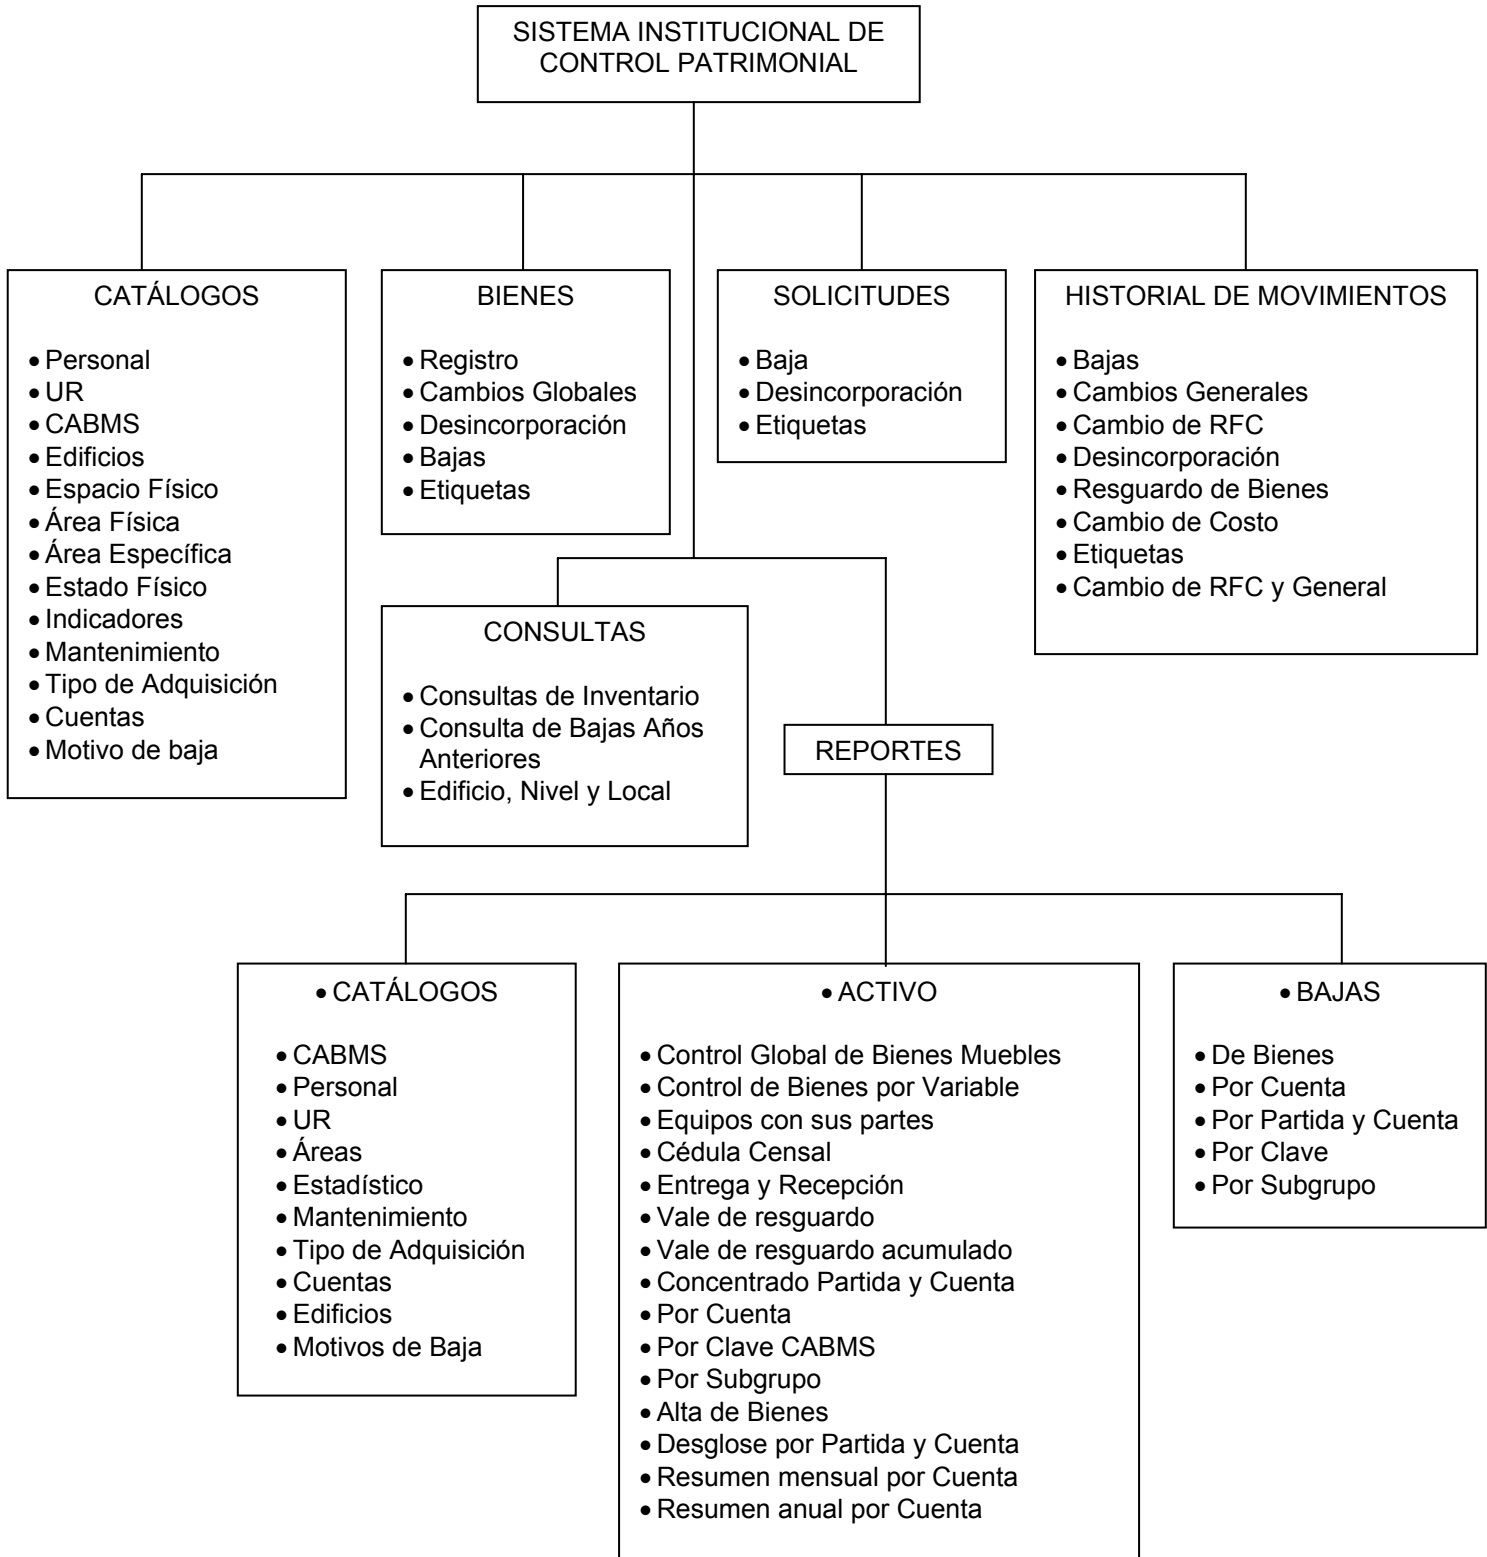 SISTEMA INSTITUCIONAL DE
CONTROL PATRIMONIAL
CATÁLOGOS
• Personal
• UR
• CABMS
• Edificios
• Espacio Físico
• Área Física
• Área Específica
• Estado Físico
• Indicadores
• Mantenimiento
• Tipo de Adquisición
• Cuentas
• Motivo de baja
BIENES
• Registro
• Cambios Globales
• Desincorporación
• Bajas
• Etiquetas
SOLICITUDES
• Baja
• Desincorporación
• Etiquetas
HISTORIAL DE MOVIMIENTOS
• Bajas
• Cambios Generales
• Cambio de RFC
• Desincorporación
• Resguardo de Bienes
• Cambio de Costo
• Etiquetas
• Cambio de RFC y General
CONSULTAS
• Consultas de Inventario
• Consulta de Bajas Años
Anteriores
• Edificio, Nivel y Local
REPORTES
• CATÁLOGOS
• CABMS
• Personal
• UR
• Áreas
• Estadístico
• Mantenimiento
• Tipo de Adquisición
• Cuentas
• Edificios
• Motivos de Baja
• ACTIVO
• Control Global de Bienes Muebles
• Control de Bienes por Variable
• Equipos con sus partes
• Cédula Censal
• Entrega y Recepción
• Vale de resguardo
• Vale de resguardo acumulado
• Concentrado Partida y Cuenta
• Por Cuenta
• Por Clave CABMS
• Por Subgrupo
• Alta de Bienes
• Desglose por Partida y Cuenta
• Resumen mensual por Cuenta
• Resumen anual por Cuenta
• BAJAS
• De Bienes
• Por Cuenta
• Por Partida y Cuenta
• Por Clave
• Por Subgrupo